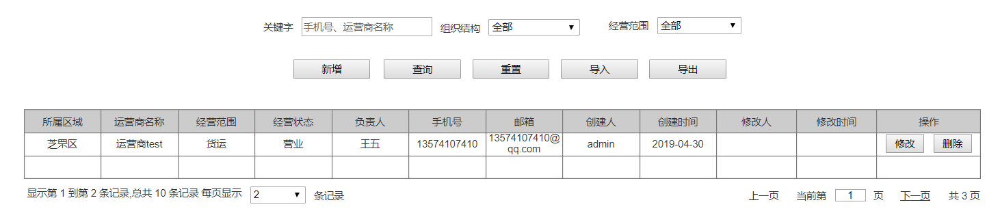 关键字 手机号、运营商名称 组织结构 全部 经营范围 全部
新增 查询 重置 导入 导出
所属区域 运营商名称 经营范围 经营状态 负责人 手机号 邮箱 创建人 创建时间 修改人 修改时间 操作
芝罘区 运营商test 货运 营业 王五 13574107410 13574107410@ admin 2019-04-30 修改 删除
qq.com
显示第 1 到第 2 条记录,总共 10 条记录 每页显示 2 条记录 上一页 当前第 1 页 下一页 共 3 页